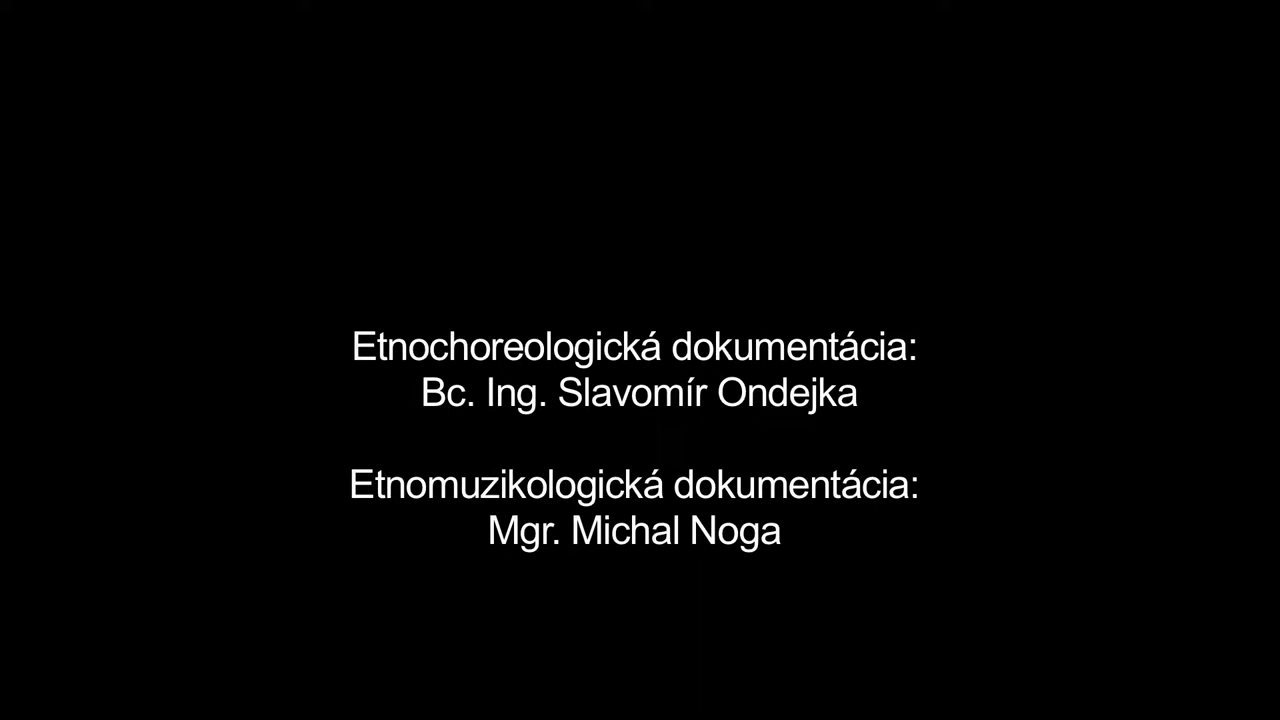 Etnochoreologická dokumentácia:
Bc. Ing. Slavomír Ondejka
Etnomuzikologická dokumentácia:
Mgr. Michal Noga